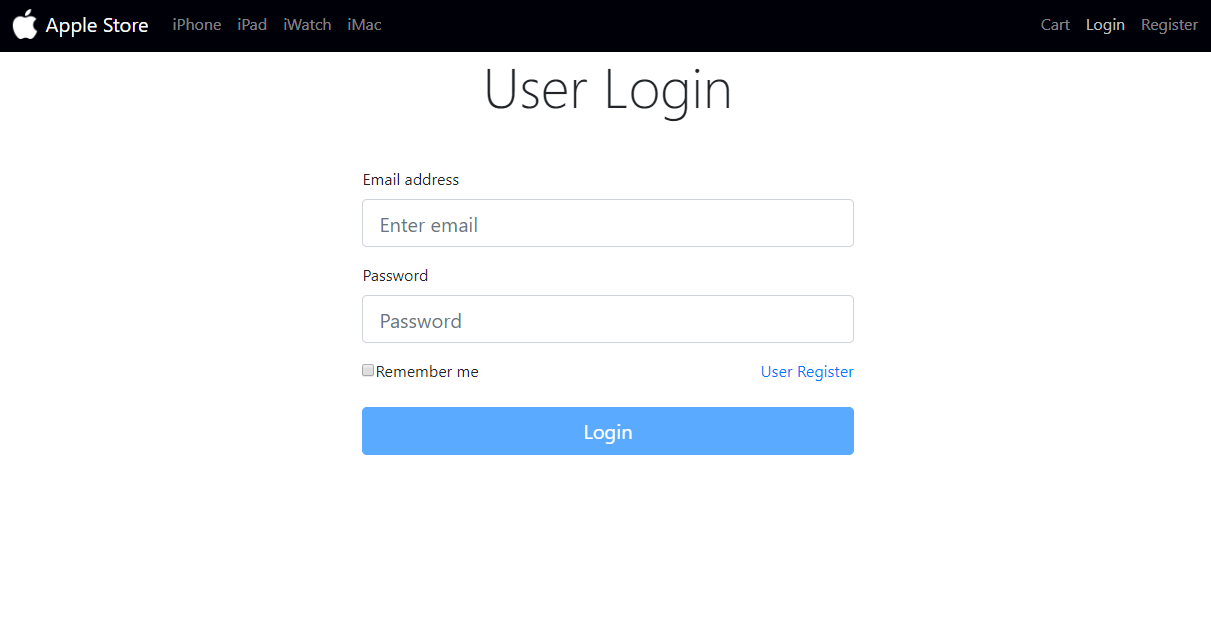 Apple Store iPhone iPad iWatch iMac Cart Login Register
User Login
Email address
Enter email
Password
Password
Remember me User Register
Login